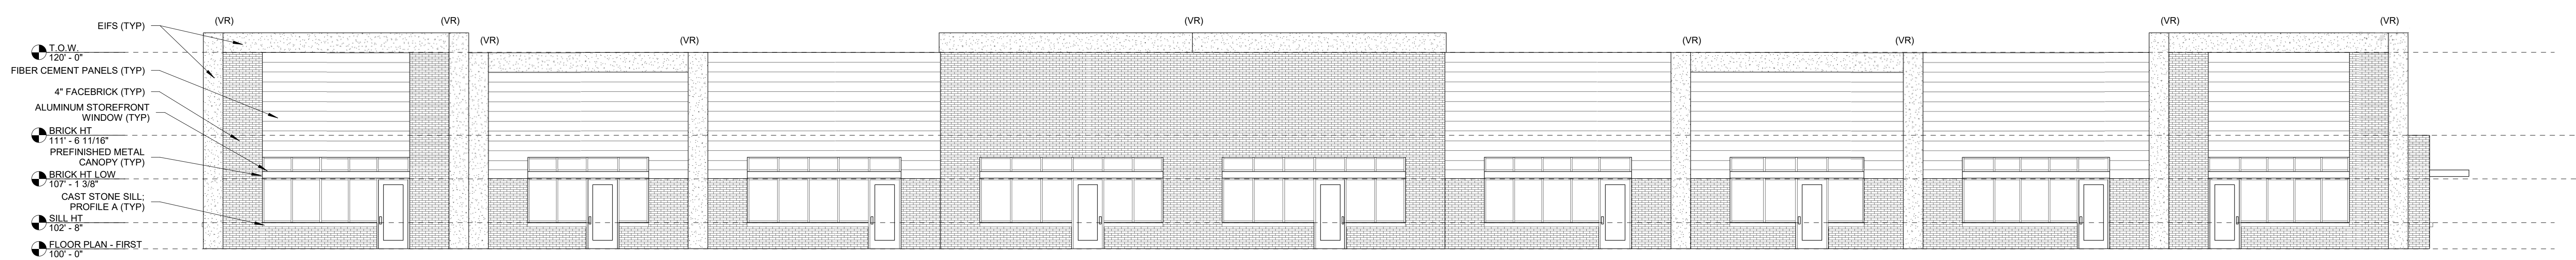 (VR) (VR) (VR) (VR) (VR)
EIFS (TYP)
(VR) (VR) (VR) (VR)
T.O.W.
120' - 0"
FIBER CEMENT PANELS (TYP)
4" FACEBRICK (TYP)
ALUMINUM STOREFRONT
WINDOW (TYP)
BRICK HT
111' - 6 11/16"
PREFINISHED METAL
CANOPY (TYP)
BRICK HT LOW
107' - 1 3/8"
CAST STONE SILL;
PROFILE A (TYP)
SILL HT
102' - 8"
FLOOR PLAN - FIRST
100' - 0"